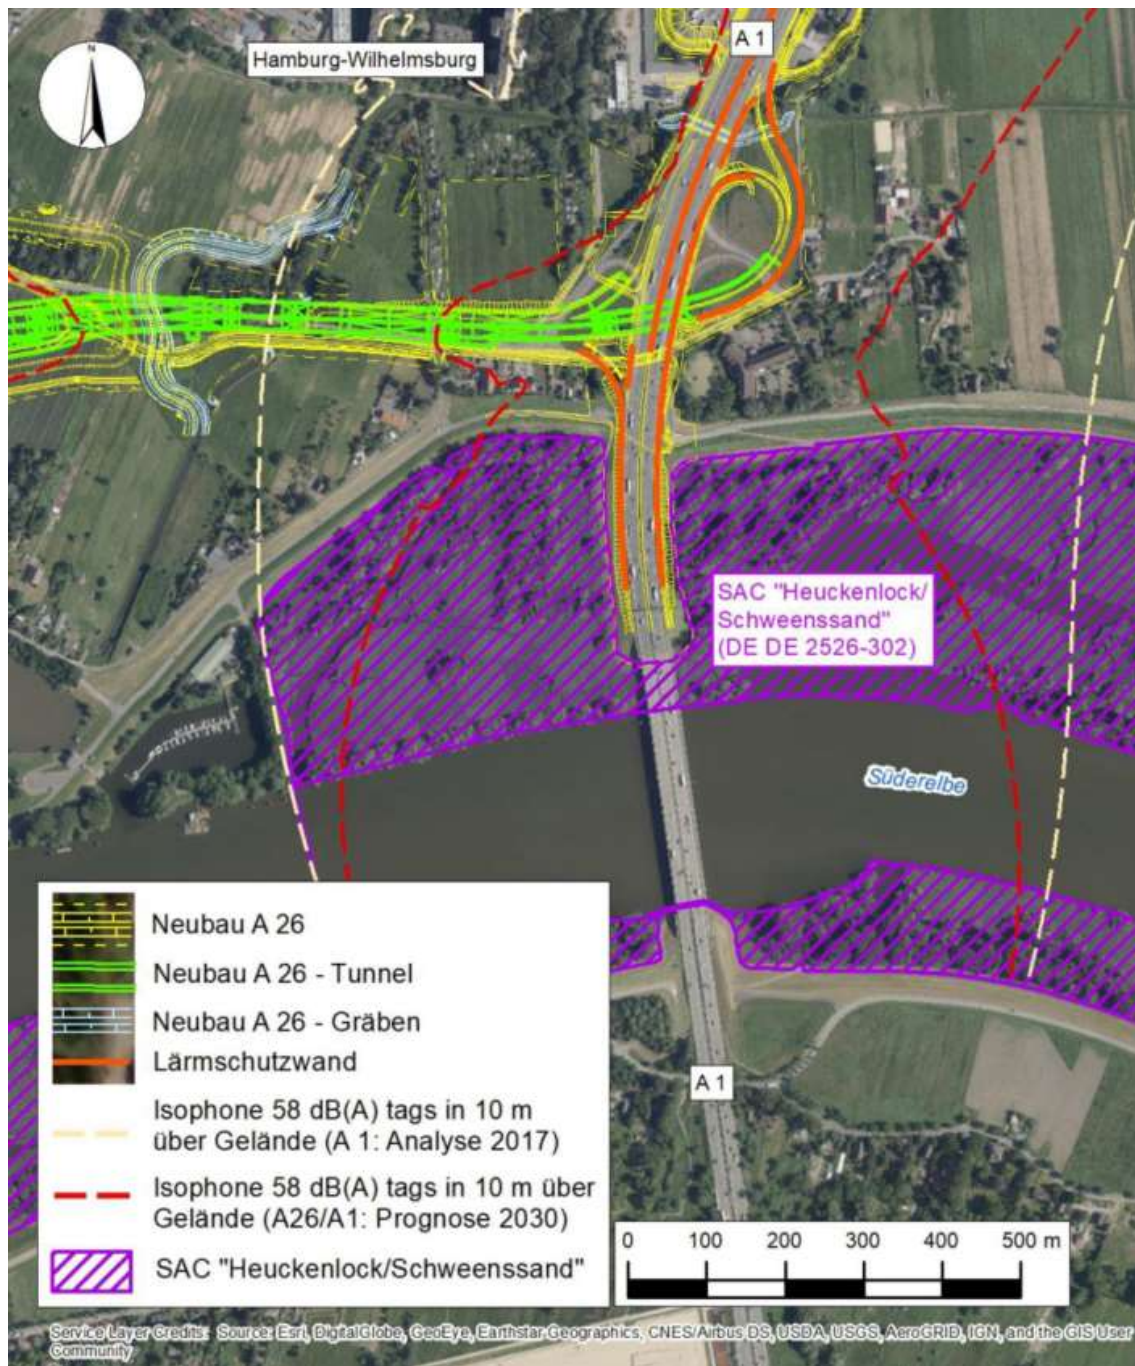 N
Hamburg-Wilhelmsburg
A 1
SAC "Heuckenlock/
Schweenssand"
(DE DE 2526-302)
Süderelbe
A 1
Neubau A 26
Neubau A 26 - Tunnel
Neubau A 26 - Gräben
Lärmschutzwand
Isophone 58 dB(A) tags in 10 m
über Gelände (A 1: Analyse 2017)
Isophone 58 dB(A) tags in 10 m über
Gelände (A26/A1: Prognose 2030)
SAC "Heuckenlock/Schweenssand"
0 100 200 300 400 500 m
Service Layer Credits: Source: Esri, DigitalGlobe, GeoEye, Earthstar Geographics, CNES/Airbus DS, USDA, USGS, AeroGRID, IGN, and the GIS User
Community